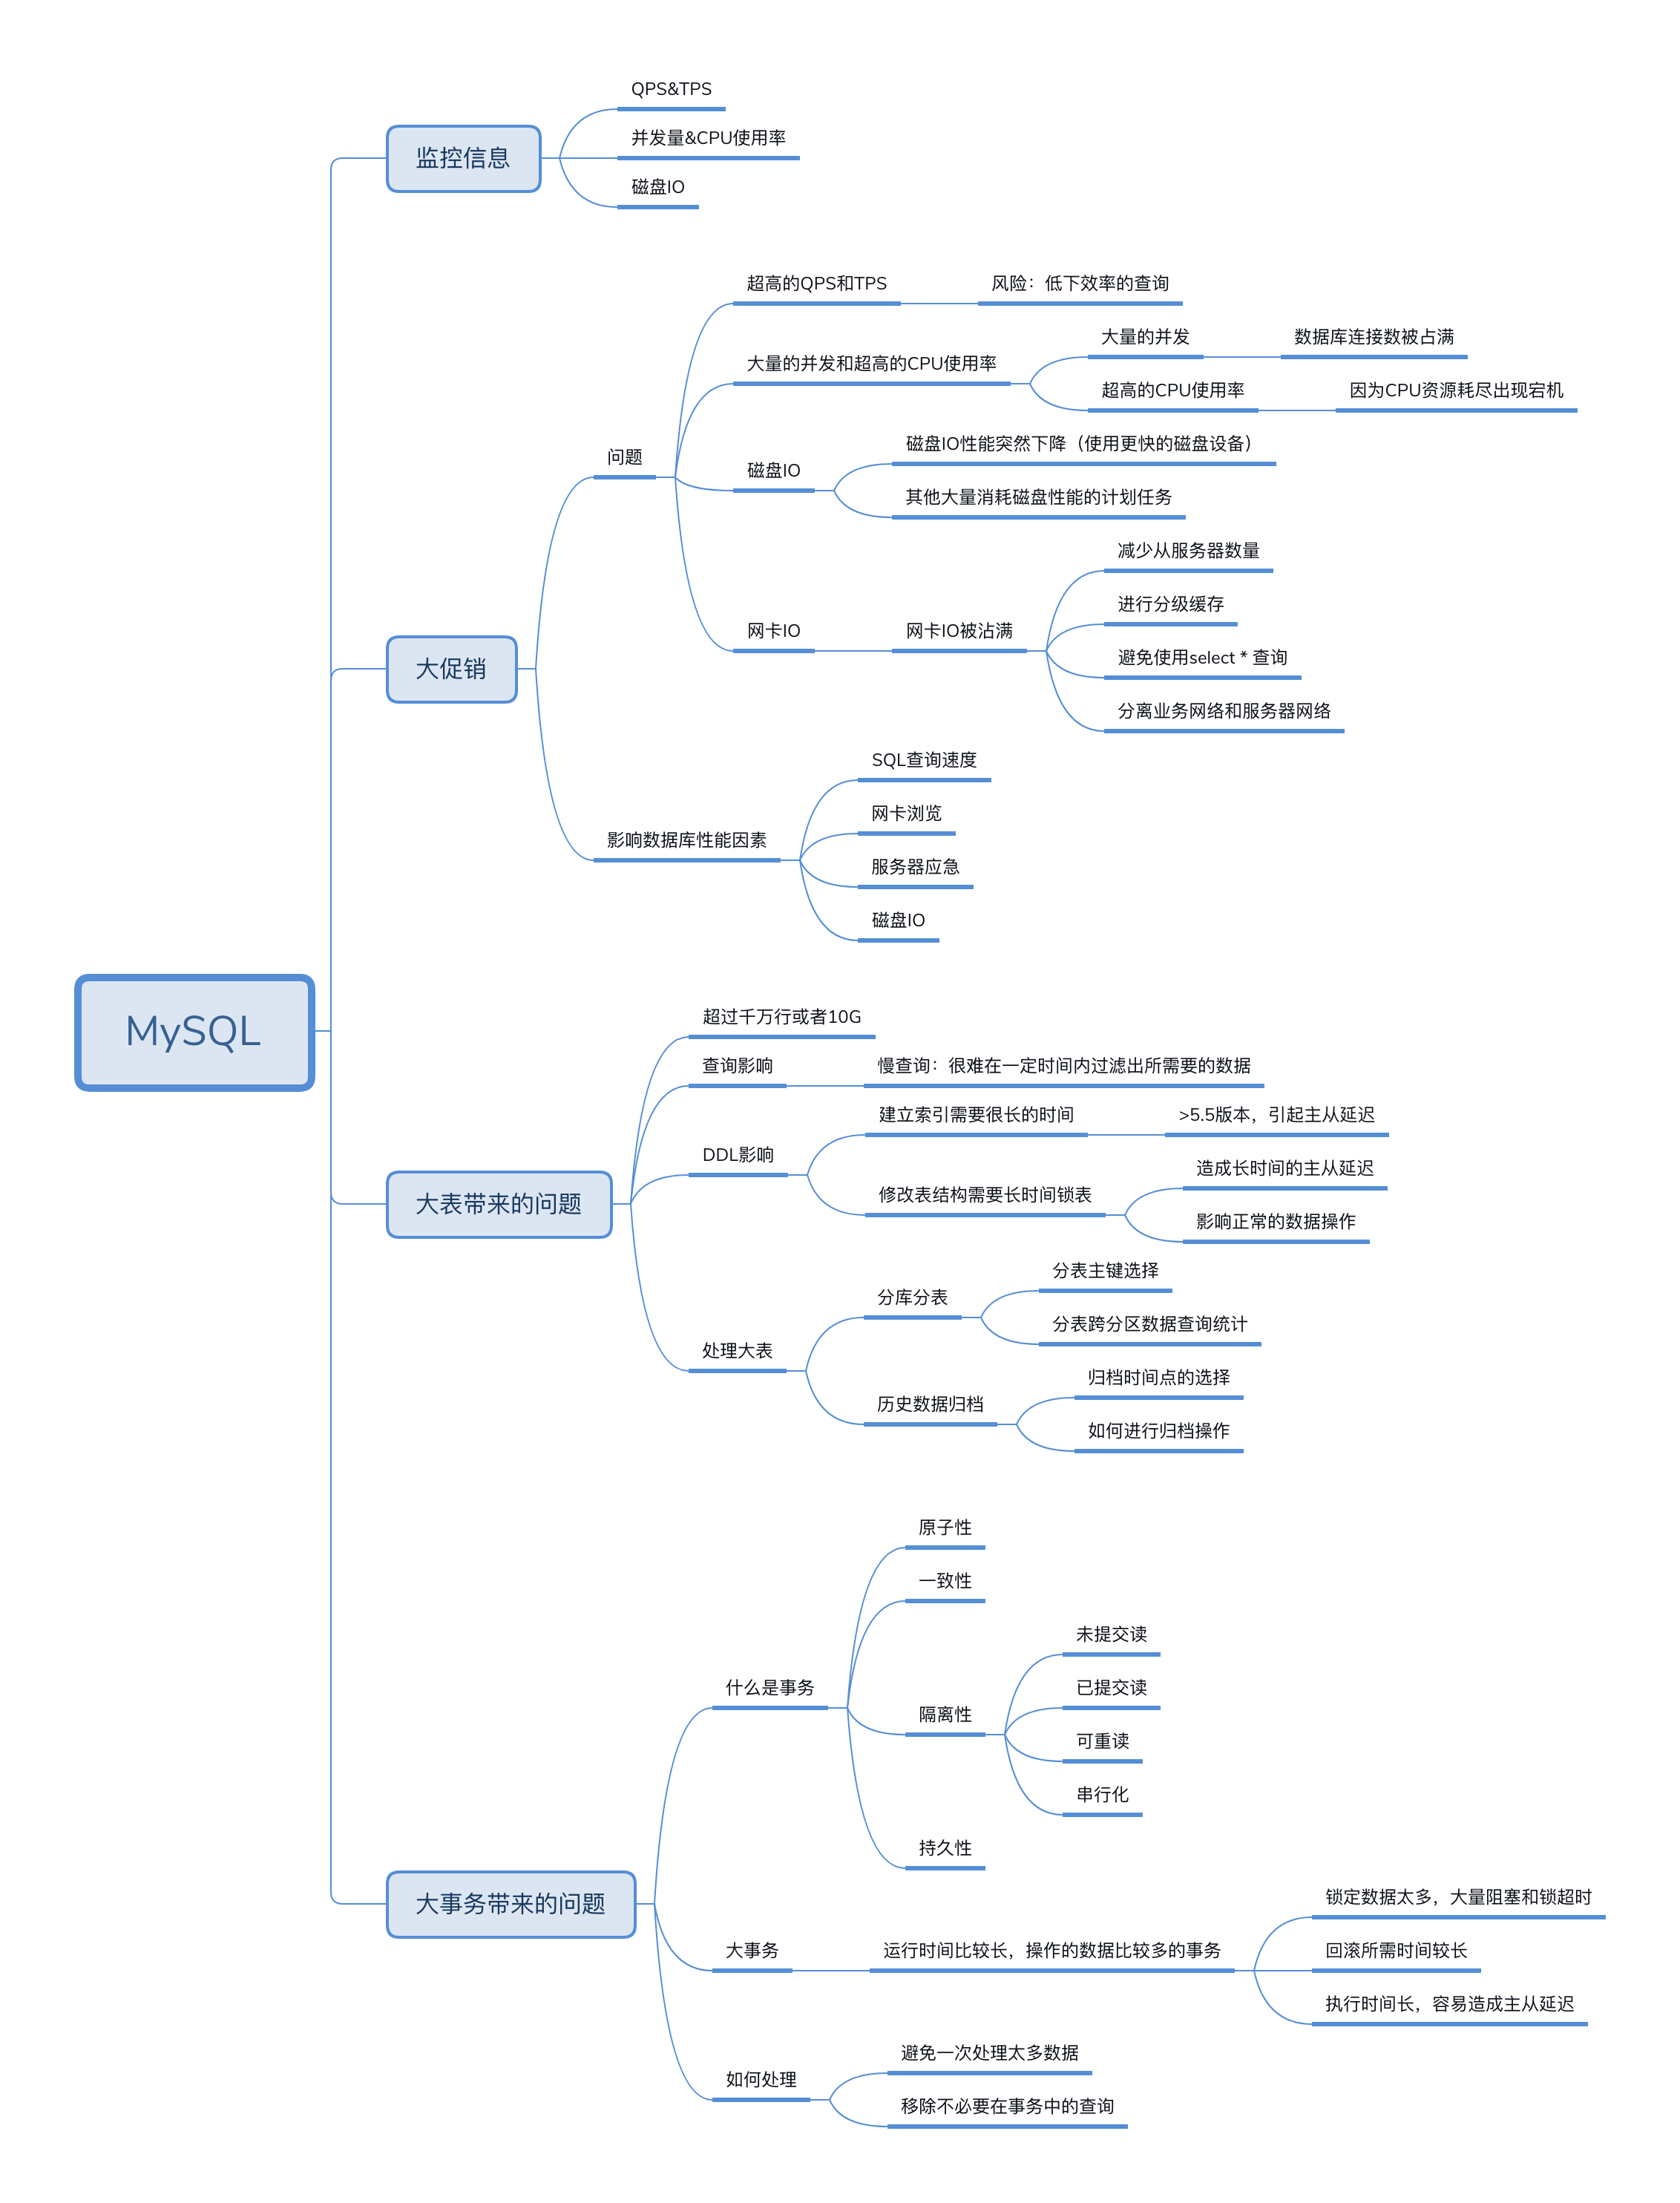 MySQL
监控信息
QPS&TPS
并发量&CPU使用率
磁盘IO
大促销
问题
超高的QPS和TPS
风险：低下效率的查询
大量的并发和超高的CPU使用率
大量的并发
数据库连接数被占满
超高的CPU使用率
因为CPU资源耗尽出现宕机
磁盘IO
磁盘IO性能突然下降（使用更快的磁盘设备）
其他大量消耗磁盘性能的计划任务
网卡IO
网卡IO被沾满
减少从服务器数量
进行分级缓存
避免使用select * 查询
分离业务网络和服务器网络
影响数据库性能因素
SQL查询速度
网卡浏览
服务器应急
磁盘IO
大表带来的问题
超过千万行或者10G
查询影响
慢查询：很难在一定时间内过滤出所需要的数据
DDL影响
建立索引需要很长的时间
>5.5版本，引起主从延迟
修改表结构需要长时间锁表
造成长时间的主从延迟
影响正常的数据操作
处理大表
分库分表
分表主键选择
分表跨分区数据查询统计
历史数据归档
归档时间点的选择
如何进行归档操作
大事务带来的问题
什么是事务
原子性
一致性
隔离性
未提交读
已提交读
可重读
串行化
持久性
大事务
运行时间比较长，操作的数据比较多的事务
锁定数据太多，大量阻塞和锁超时
回滚所需时间较长
执行时间长，容易造成主从延迟
如何处理
避免一次处理太多数据
移除不必要在事务中的查询